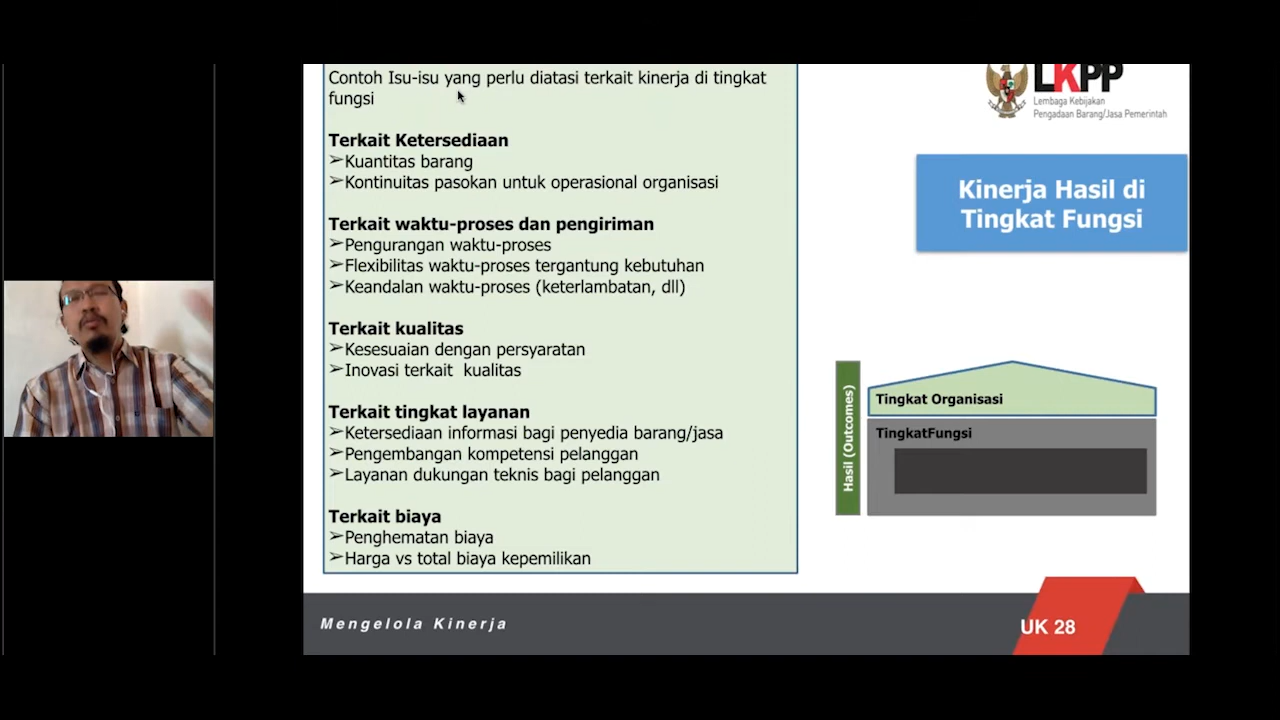 Contoh Isu-isu yang perlu diatasi terkait kinerja di tingkat
fungsi
Terkait Ketersediaan
➢Kuantitas barang
➢Kontinuitas pasokan untuk operasional organisasi
Terkait waktu-proses dan pengiriman
➢Pengurangan waktu-proses
➢Flexibilitas waktu-proses tergantung kebutuhan
➢Keandalan waktu-proses (keterlambatan, dll)
Terkait kualitas
➢Kesesuaian dengan persyaratan
➢Inovasi terkait  kualitas
Terkait tingkat layanan
➢Ketersediaan informasi bagi penyedia barang/jasa
➢Pengembangan kompetensi pelanggan
➢Layanan dukungan teknis bagi pelanggan
Terkait biaya
➢Penghematan biaya
➢Harga vs total biaya kepemilikan
LKPP
Lembaga Kebijakan
Pengadaan Barang/Jasa Pemerintah
Kinerja Hasil di
Tingkat Fungsi
Hasil (Outcomes)
Tingkat Organisasi
TingkatFungsi
Mengelola Kinerja
UK 28